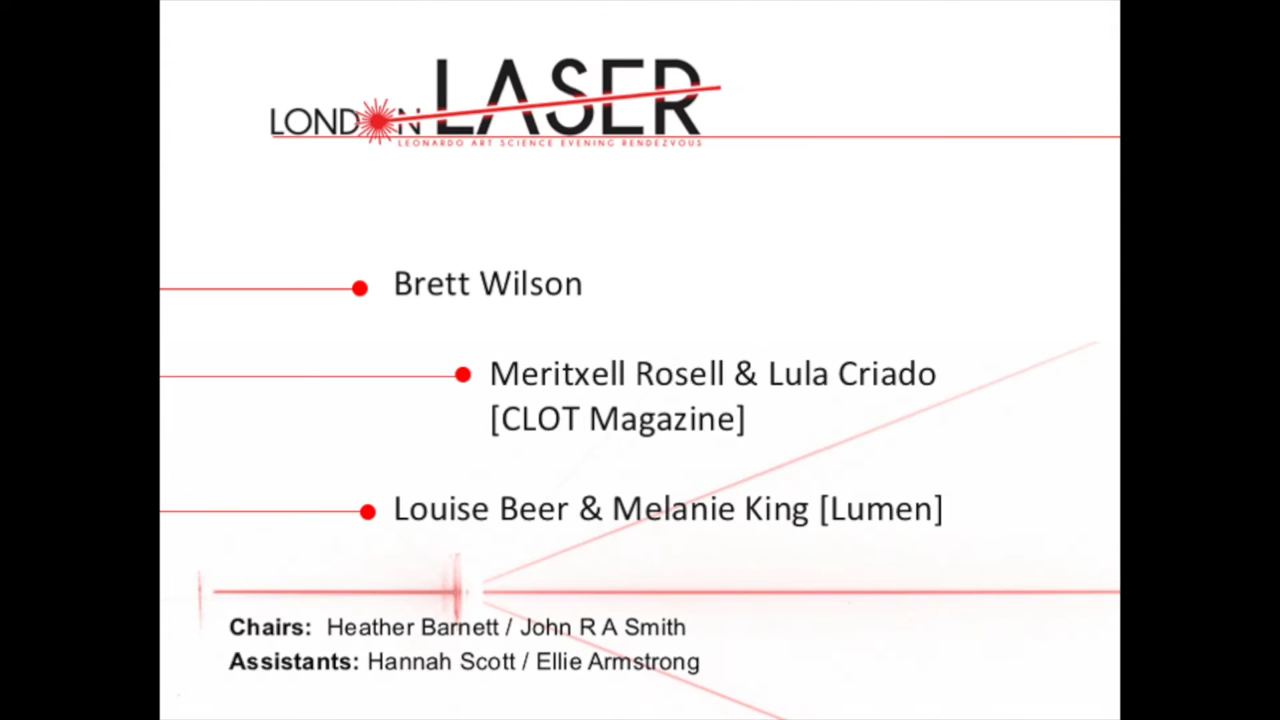 LONDON LASER
LEONARDO ART SCIENCE EVENING RENDEZVOUS
Brett Wilson
Meritxell Rosell & Lula Criado
[CLOT Magazine]
Louise Beer & Melanie King [Lumen]
Chairs: Heather Barnett / John R A Smith
Assistants: Hannah Scott / Ellie Armstrong